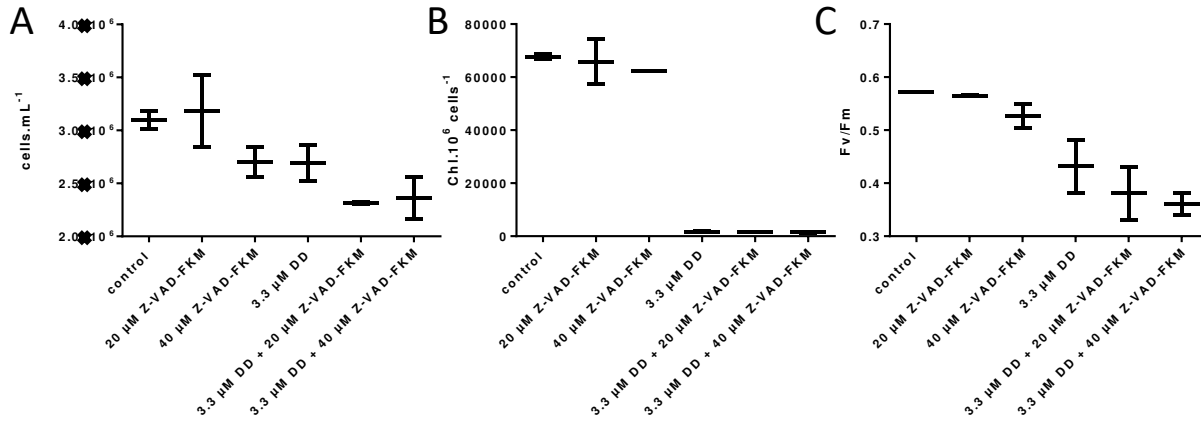 A
4.0 10⁶
3.5 10⁶
3.0 10⁶
2.5 10⁶
2.0 10⁶
cells.mL⁻¹
control
20 µM Z-VAD-FKM
40 µM Z-VAD-FKM
3.3 µM DD
3.3 µM DD + 20 µM Z-VAD-FKM
3.3 µM DD + 40 µM Z-VAD-FKM
B
80000
60000
40000
20000
0
Chl.10⁶ cells⁻¹
control
20 µM Z-VAD-FKM
40 µM Z-VAD-FKM
3.3 µM DD
3.3 µM DD + 20 µM Z-VAD-FKM
3.3 µM DD + 40 µM Z-VAD-FKM
C
0.7
0.6
0.5
0.4
0.3
Fv/Fm
control
20 µM Z-VAD-FKM
40 µM Z-VAD-FKM
3.3 µM DD
3.3 µM DD + 20 µM Z-VAD-FKM
3.3 µM DD + 40 µM Z-VAD-FKM